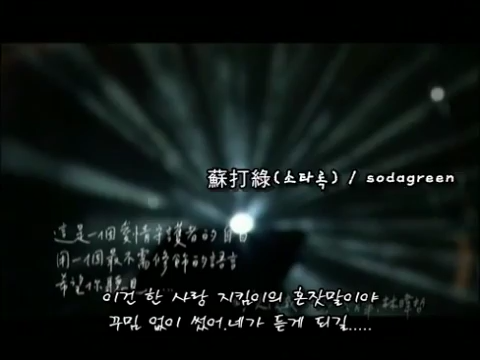 蘇打綠(소타록) / sodagreen
這是一個愛情守護者的自白
用一個最不需修飾的語言
希望你聽見
이건 한 사랑 지킴이의 혼잣말이야
꾸밈 없이 썼어.네가 듣게 되길.....